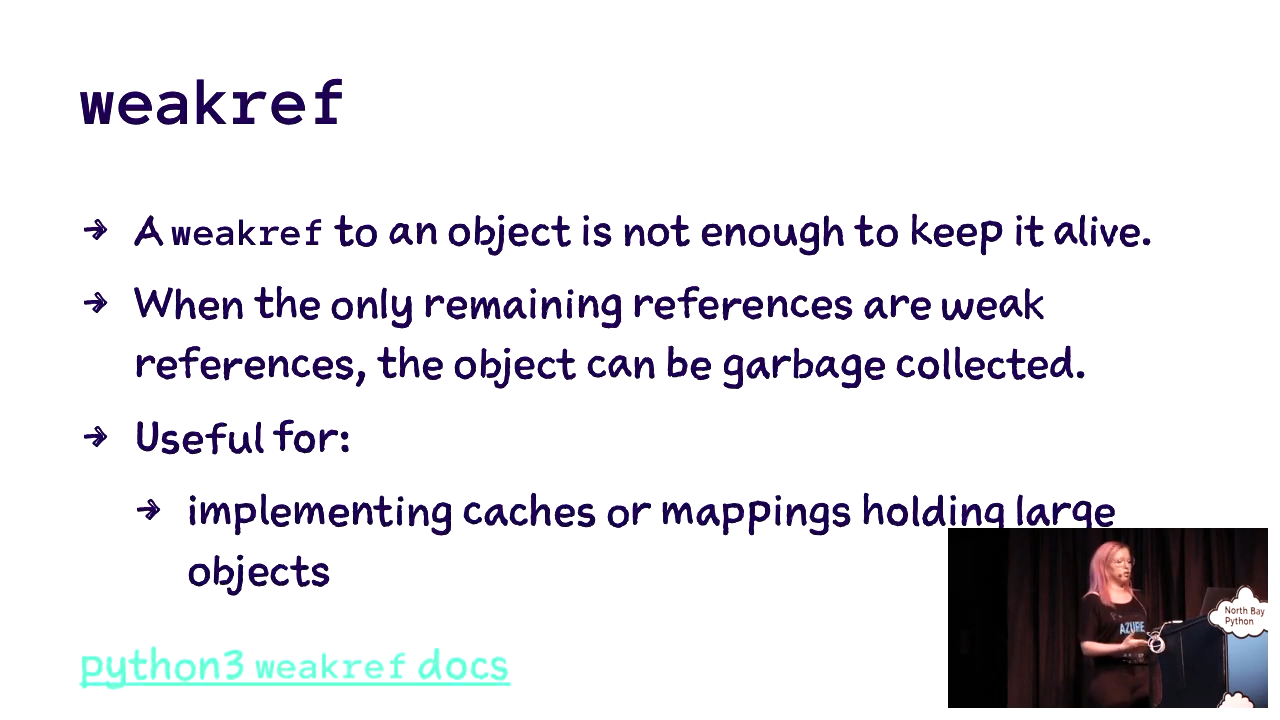 weakref
→ A weakref to an object is not enough to keep it alive.
→ When the only remaining references are weak
references, the object can be garbage collected.
→ Useful for:
→ implementing caches or mappings holding large
objects
python3 weakref docs
AZURE
North Bay
Python